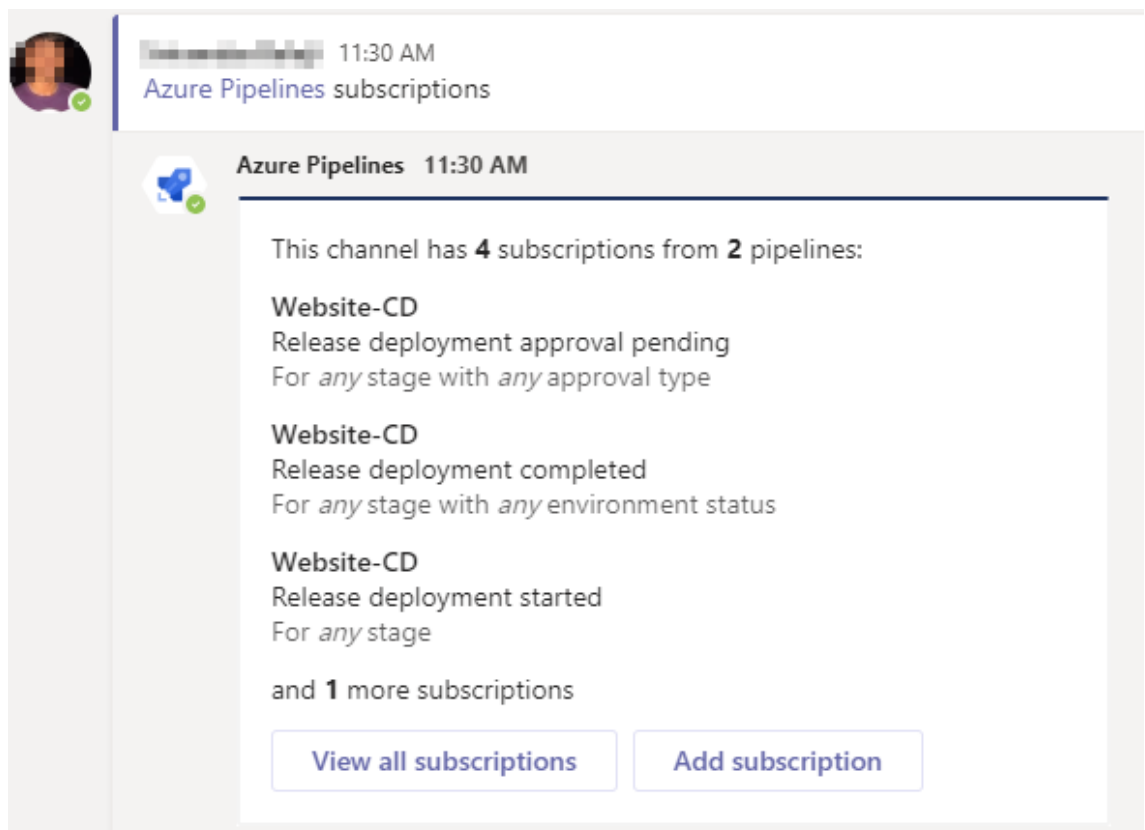 11:30 AM
Azure Pipelines subscriptions
Azure Pipelines 11:30 AM
This channel has 4 subscriptions from 2 pipelines:
Website-CD
Release deployment approval pending
For any stage with any approval type
Website-CD
Release deployment completed
For any stage with any environment status
Website-CD
Release deployment started
For any stage
and 1 more subscriptions
View all subscriptions Add subscription